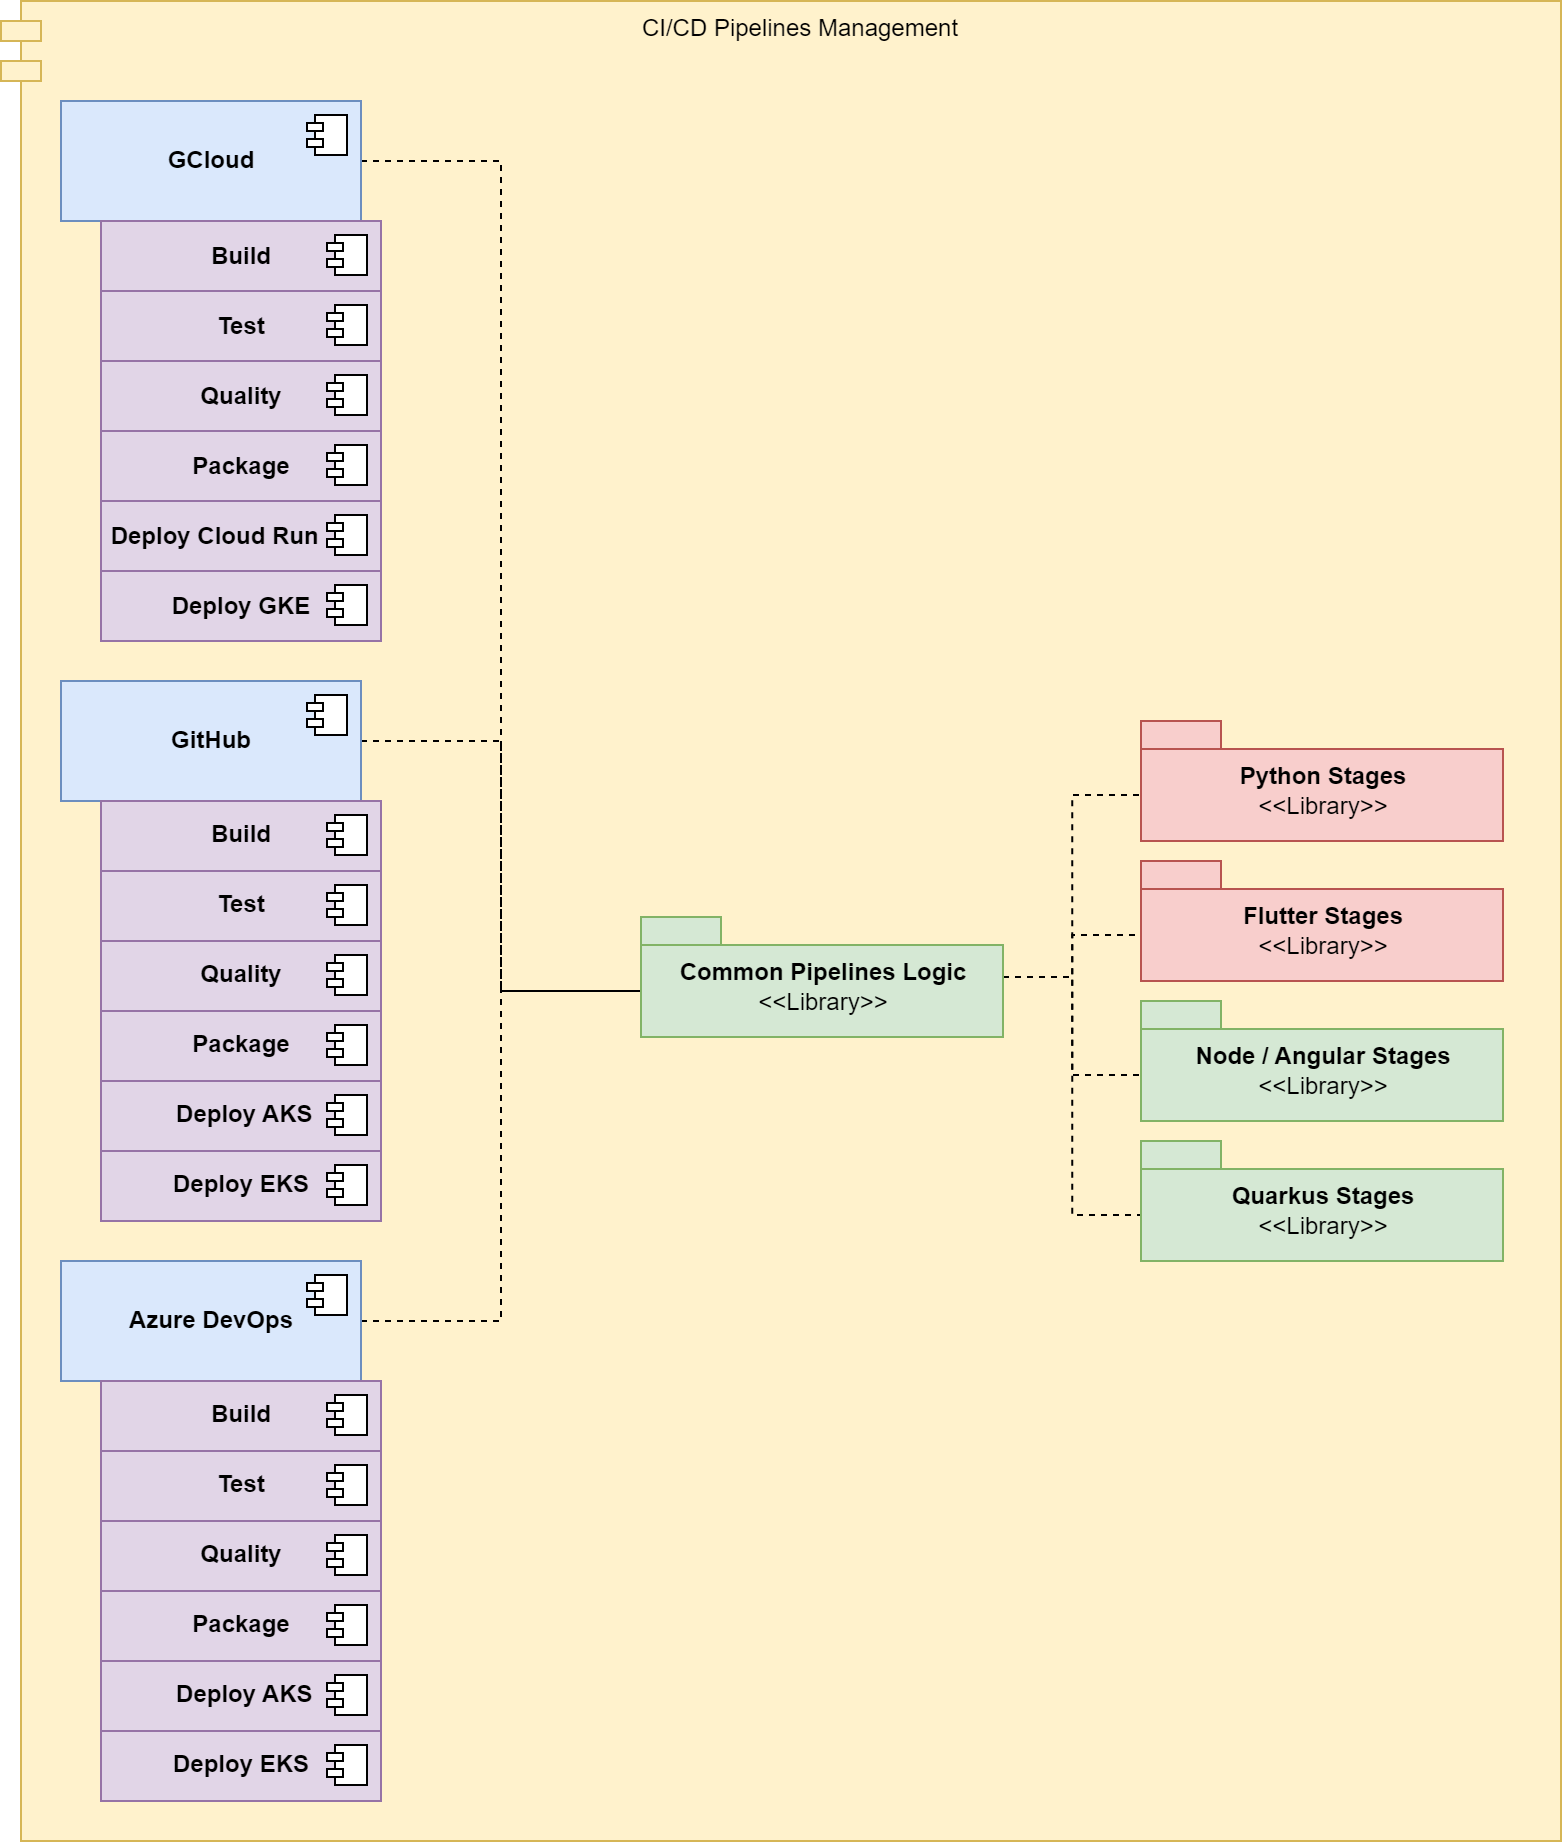 CI/CD Pipelines Management
GCloud
Build
Test
Quality
Package
Deploy Cloud Run
Deploy GKE
GitHub
Build
Test
Quality
Package
Deploy AKS
Deploy EKS
Azure DevOps
Build
Test
Quality
Package
Deploy AKS
Deploy EKS
Common Pipelines Logic
<<Library>>
Python Stages
<<Library>>
Flutter Stages
<<Library>>
Node / Angular Stages
<<Library>>
Quarkus Stages
<<Library>>